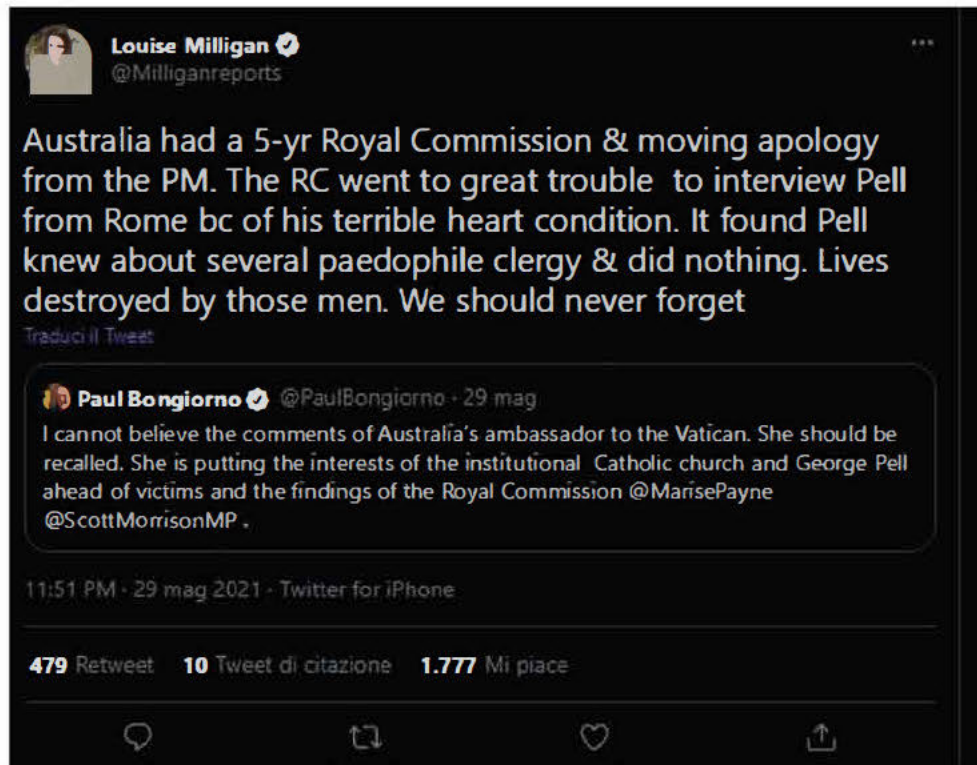 Louise Milligan
@Milliganreports
Australia had a 5-yr Royal Commission & moving apology
from the PM. The RC went to great trouble to interview Pell
from Rome bc of his terrible heart condition. It found Pell
knew about several paedophile clergy & did nothing. Lives
destroyed by those men. We should never forget
Traduci il Tweet
Paul Bongiorno @PaulBongiorno · 29 mag
I cannot believe the comments of Australia's ambassador to the Vatican. She should be
recalled. She is putting the interests of the institutional Catholic church and George Pell
ahead of victims and the findings of the Royal Commission @MarisePayne
@ScottMorrisonMP .
11:51 PM · 29 mag 2021 · Twitter for iPhone
479 Retweet 10 Tweet di citazione 1.777 Mi piace